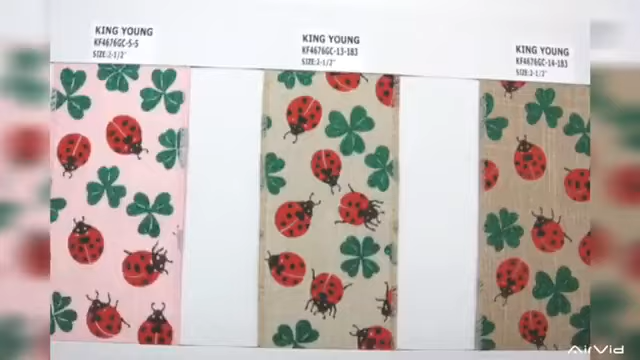 KING YOUNG
KF4676GC-5-5
SIZE:2-1/2"
KING YOUNG
KF4676GC-13-183
SIZE:2-1/2"
KING YOUNG
KF4676GC-14-183
SIZE:2-1/2"
AirVid